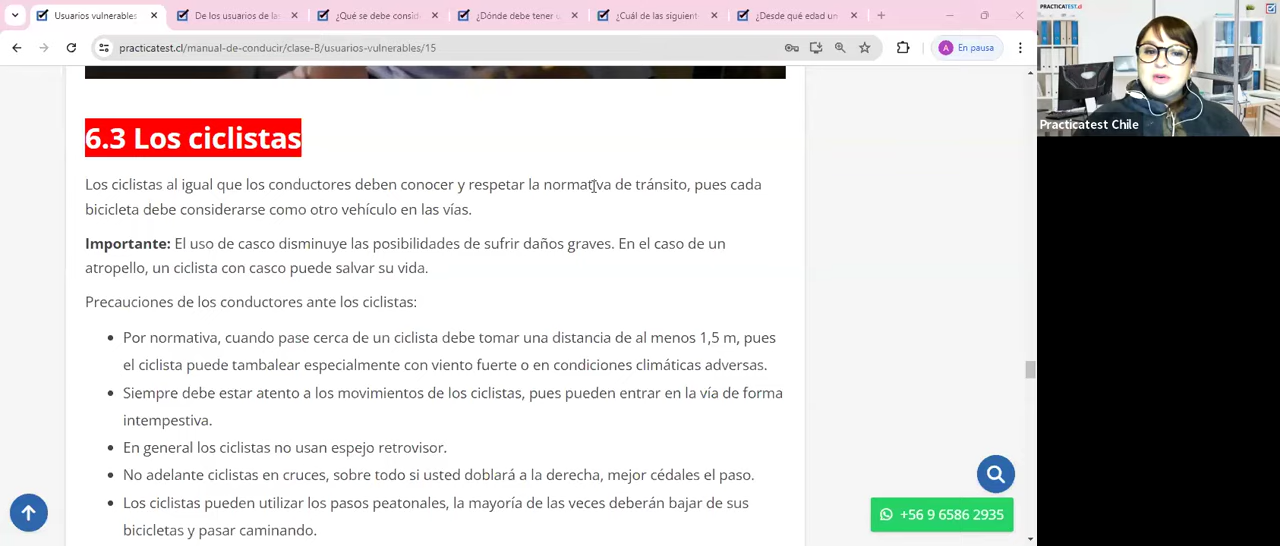 Usuarios vulnerables
De los usuarios de la
¿Qué se debe consid
¿Dónde debe tener u
¿Cuál de las siguient
¿Desde qué edad un
practicatest.cl/manual-de-conducir/clase-B/usuarios-vulnerables/15
A En pausa
6.3 Los ciclistas
Los ciclistas al igual que los conductores deben conocer y respetar la normativa de tránsito, pues cada
bicicleta debe considerarse como otro vehículo en las vías.
Importante: El uso de casco disminuye las posibilidades de sufrir daños graves. En el caso de un
atropello, un ciclista con casco puede salvar su vida.
Precauciones de los conductores ante los ciclistas:
Por normativa, cuando pase cerca de un ciclista debe tomar una distancia de al menos 1,5 m, pues
el ciclista puede tambalear especialmente con viento fuerte o en condiciones climáticas adversas.
Siempre debe estar atento a los movimientos de los ciclistas, pues pueden entrar en la vía de forma
intempestiva.
En general los ciclistas no usan espejo retrovisor.
No adelante ciclistas en cruces, sobre todo si usted doblará a la derecha, mejor cédales el paso.
Los ciclistas pueden utilizar los pasos peatonales, la mayoría de las veces deberán bajar de sus
bicicletas y pasar caminando.
+56 9 6586 2935
PRACTICATEST.cl
Practicatest Chile